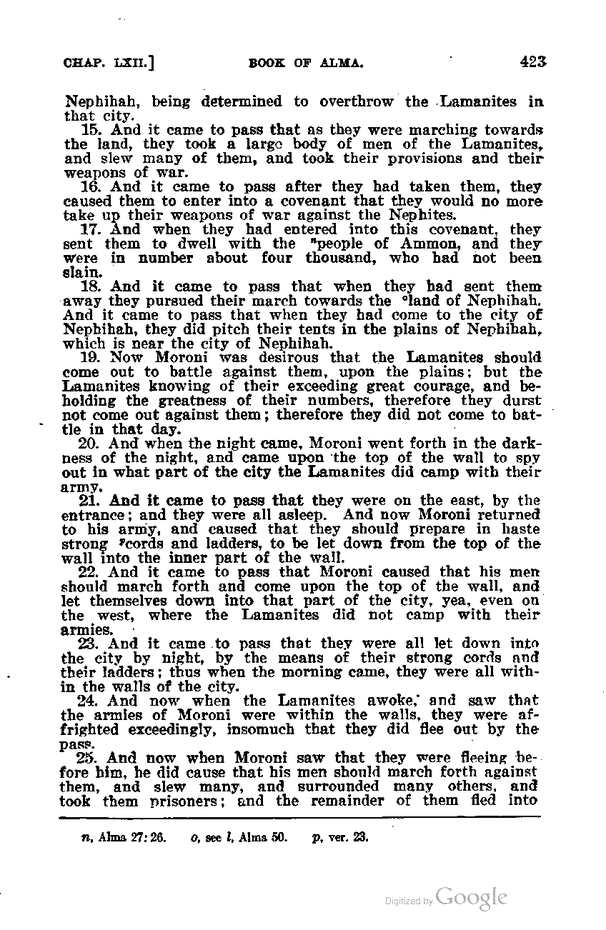 CHAP. LXII.] BOOK OF ALMA. 423
Nephihah, being determined to overthrow the Lamanites in
that city.
15. And it came to pass that as they were marching towards
the land, they took a large body of men of the Lamanites,
and slew many of them, and took their provisions and their
weapons of war.
16. And it came to pass after they had taken them, they
caused them to enter into a covenant that they would no more
take up their weapons of war against the Nephites.
17. And when they had entered into this covenant, they
sent them to dwell with the ⁿpeople of Ammon, and they
were in number about four thousand, who had not been
slain.
18. And it came to pass that when they had sent them
away they pursued their march towards the ᵒland of Nephihah.
And it came to pass that when they had come to the city of
Nephihah, they did pitch their tents in the plains of Nephihah,
which is near the city of Nephihah.
19. Now Moroni was desirous that the Lamanites should
come out to battle against them, upon the plains; but the
Lamanites knowing of their exceeding great courage, and be-
holding the greatness of their numbers, therefore they durst
not come out against them; therefore they did not come to bat-
tle in that day.
20. And when the night came, Moroni went forth in the dark-
ness of the night, and came upon the top of the wall to spy
out in what part of the city the Lamanites did camp with their
army.
21. And it came to pass that they were on the east, by the
entrance; and they were all asleep. And now Moroni returned
to his army, and caused that they should prepare in haste
strong ᵖcords and ladders, to be let down from the top of the
wall into the inner part of the wall.
22. And it came to pass that Moroni caused that his men
should march forth and come upon the top of the wall, and
let themselves down into that part of the city, yea, even on
the west, where the Lamanites did not camp with their
armies.
23. And it came to pass that they were all let down into
the city by night, by the means of their strong cords and
their ladders; thus when the morning came, they were all with-
in the walls of the city.
24. And now when the Lamanites awoke, and saw that
the armies of Moroni were within the walls, they were af-
frighted exceedingly, insomuch that they did flee out by the
pass.
25. And now when Moroni saw that they were fleeing be-
fore him, he did cause that his men should march forth against
them, and slew many, and surrounded many others, and
took them prisoners; and the remainder of them fled into
n, Alma 27:26. o, see l, Alma 50. p, ver. 23.
Digitized by Google